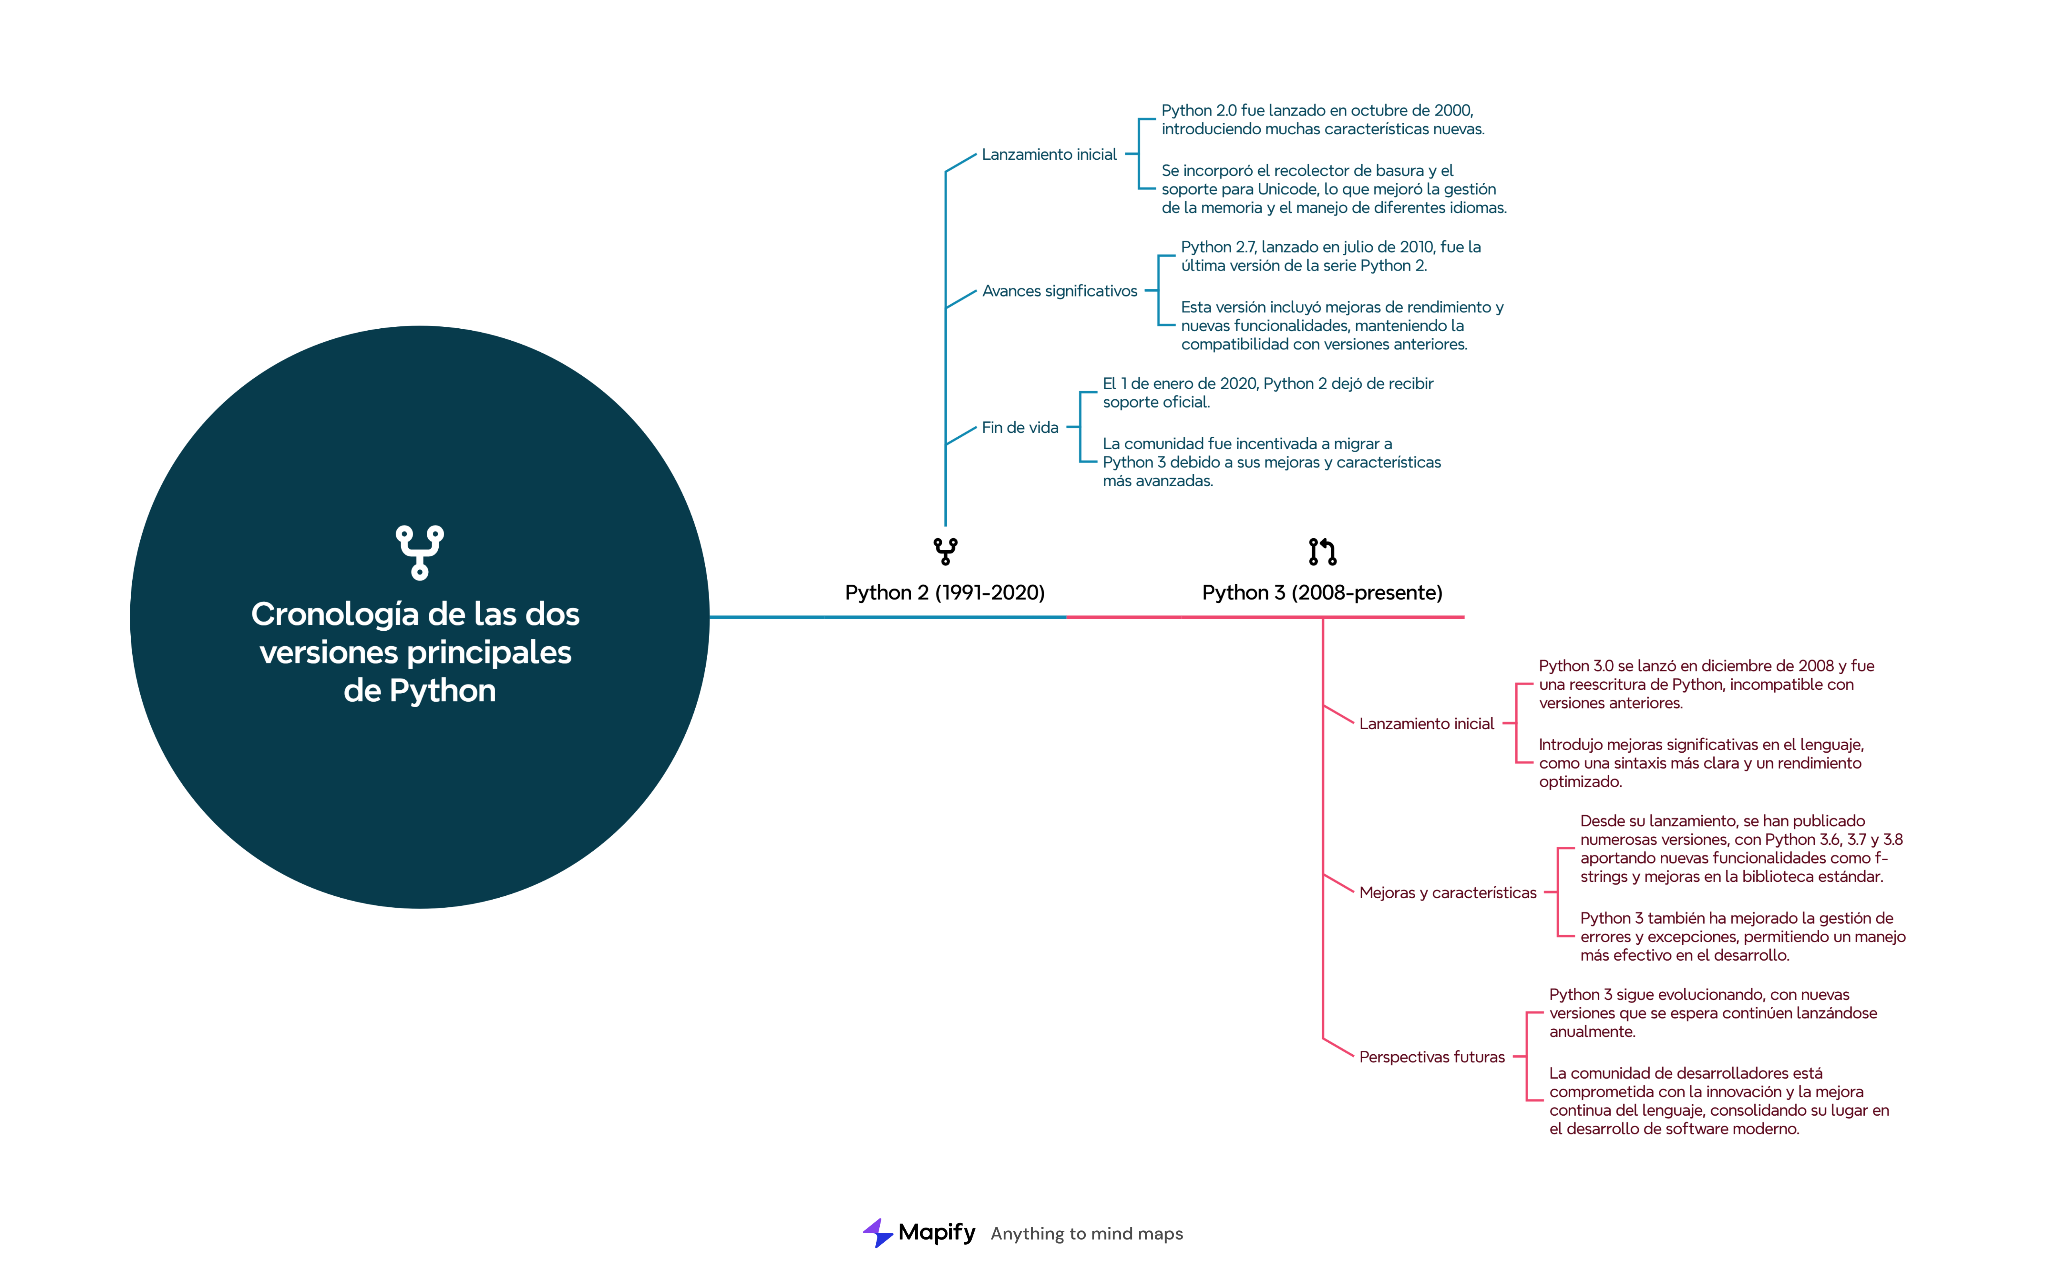 Cronología de las dos
versiones principales
de Python
Python 2 (1991-2020)
Lanzamiento inicial
Python 2.0 fue lanzado en octubre de 2000,
introduciendo muchas características nuevas.
Se incorporó el recolector de basura y el
soporte para Unicode, lo que mejoró la gestión
de la memoria y el manejo de diferentes idiomas.
Avances significativos
Python 2.7, lanzado en julio de 2010, fue la
última versión de la serie Python 2.
Esta versión incluyó mejoras de rendimiento y
nuevas funcionalidades, manteniendo la
compatibilidad con versiones anteriores.
Fin de vida
El 1 de enero de 2020, Python 2 dejó de recibir
soporte oficial.
La comunidad fue incentivada a migrar a
Python 3 debido a sus mejoras y características
más avanzadas.
Python 3 (2008-presente)
Lanzamiento inicial
Python 3.0 se lanzó en diciembre de 2008 y fue
una reescritura de Python, incompatible con
versiones anteriores.
Introdujo mejoras significativas en el lenguaje,
como una sintaxis más clara y un rendimiento
optimizado.
Mejoras y características
Desde su lanzamiento, se han publicado
numerosas versiones, con Python 3.6, 3.7 y 3.8
aportando nuevas funcionalidades como f-
strings y mejoras en la biblioteca estándar.
Python 3 también ha mejorado la gestión de
errores y excepciones, permitiendo un manejo
más efectivo en el desarrollo.
Perspectivas futuras
Python 3 sigue evolucionando, con nuevas
versiones que se espera continúen lanzándose
anualmente.
La comunidad de desarrolladores está
comprometida con la innovación y la mejora
continua del lenguaje, consolidando su lugar en
el desarrollo de software moderno.
Mapify Anything to mind maps